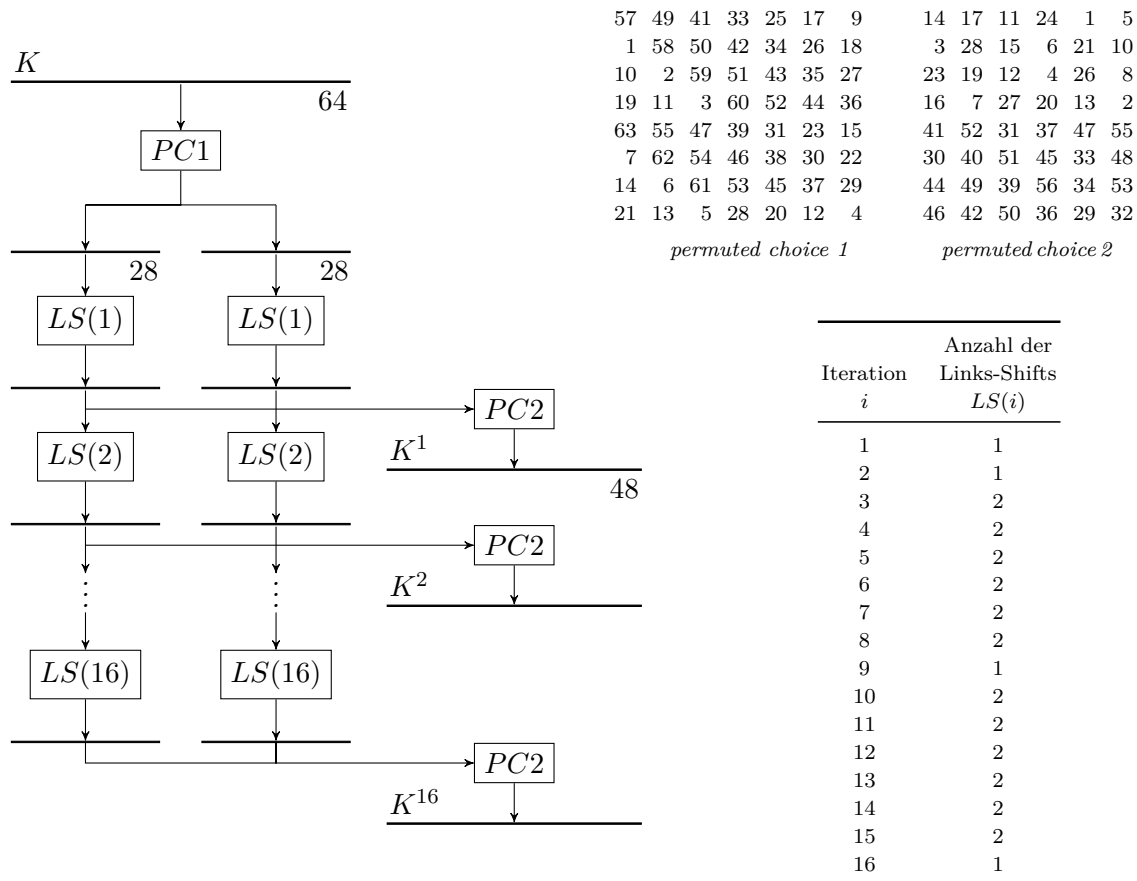 K
64
PC1
28
28
LS(1)
LS(1)
PC2
K^1
48
LS(2)
LS(2)
PC2
K^2
⋮
⋮
LS(16)
LS(16)
PC2
K^16
57 49 41 33 25 17 9
1 58 50 42 34 26 18
10 2 59 51 43 35 27
19 11 3 60 52 44 36
63 55 47 39 31 23 15
7 62 54 46 38 30 22
14 6 61 53 45 37 29
21 13 5 28 20 12 4
permuted choice 1
14 17 11 24 1 5
3 28 15 6 21 10
23 19 12 4 26 8
16 7 27 20 13 2
41 52 31 37 47 55
30 40 51 45 33 48
44 49 39 56 34 53
46 42 50 36 29 32
permuted choice 2
Anzahl der
Iteration Links-Shifts
i LS(i)
1 1
2 1
3 2
4 2
5 2
6 2
7 2
8 2
9 1
10 2
11 2
12 2
13 2
14 2
15 2
16 1